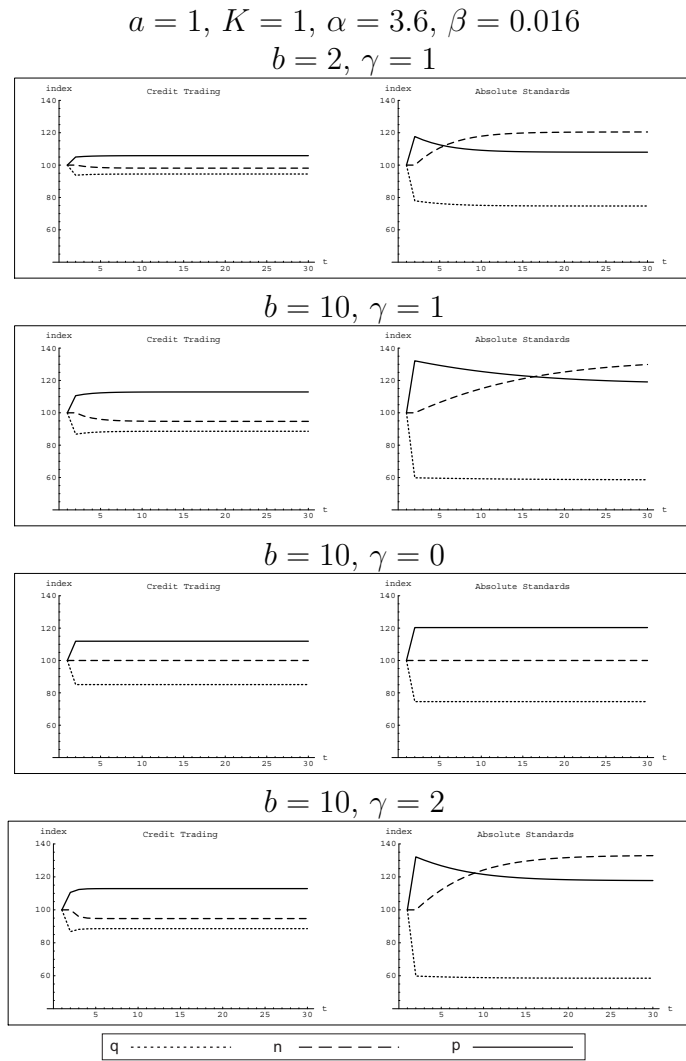 a = 1, K = 1, α = 3.6, β = 0.016
b = 2, γ = 1
index Credit Trading
140
120
100
80
60
5 10 15 20 25 30 t
index Absolute Standards
140
120
100
80
60
5 10 15 20 25 30 t
b = 10, γ = 1
index Credit Trading
140
120
100
80
60
5 10 15 20 25 30 t
index Absolute Standards
140
120
100
80
60
5 10 15 20 25 30 t
b = 10, γ = 0
index Credit Trading
140
120
100
80
60
5 10 15 20 25 30 t
index Absolute Standards
140
120
100
80
60
5 10 15 20 25 30 t
b = 10, γ = 2
index Credit Trading
140
120
100
80
60
5 10 15 20 25 30 t
index Absolute Standards
140
120
100
80
60
5 10 15 20 25 30 t
q n p